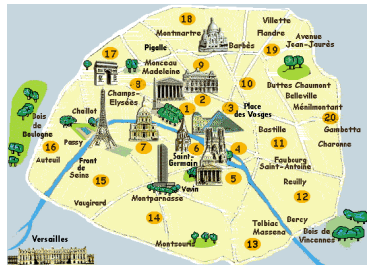 18
Montmartre
Villette
Flandre
Avenue
Jean-Jaurès
Pigalle
Barbès
19
17
Monceau
Madeleine
9
10
Buttes Chaumont
Belleville
Ménilmontant
8
Champs-
Elysées
2
1
3
Place
des Vosges
20
Gambetta
Chaillot
Bois
de
Boulogne
Passy
7
6
4
Bastille
11
Charonne
16
Auteuil
Front
de
Seine
Saint-
Germain
Faubourg
Saint-Antoine
15
5
Reuilly
12
Vavin
Montparnasse
Vaugirard
14
Tolbiac
Massena
Bercy
Bois de
Vincennes
Montsouris
13
Versailles